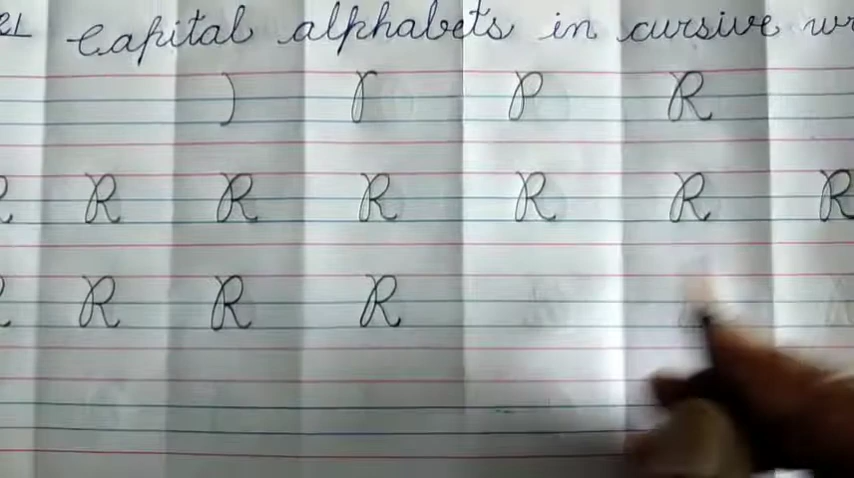 Capital alphabets in cursive
R
R R R R R R
R R R